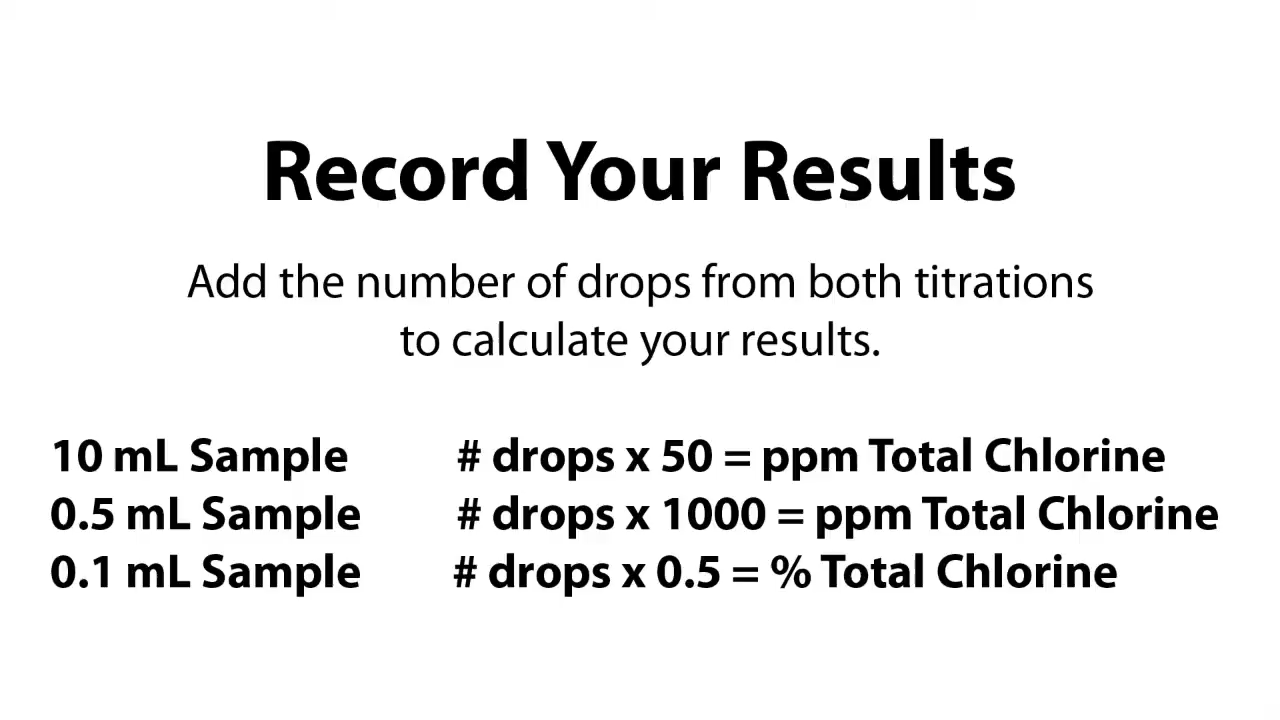 Record Your Results
Add the number of drops from both titrations
to calculate your results.
10 mL Sample # drops x 50 = ppm Total Chlorine
0.5 mL Sample # drops x 1000 = ppm Total Chlorine
0.1 mL Sample # drops x 0.5 = % Total Chlorine